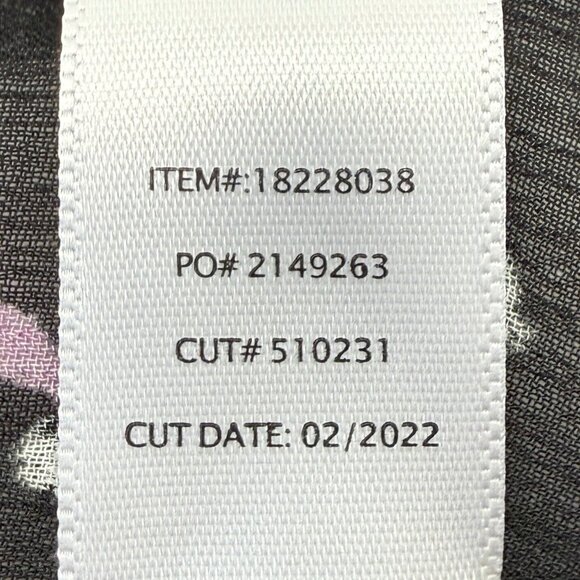 ITEM#:18228038
PO# 2149263
CUT# 510231
CUT DATE: 02/2022